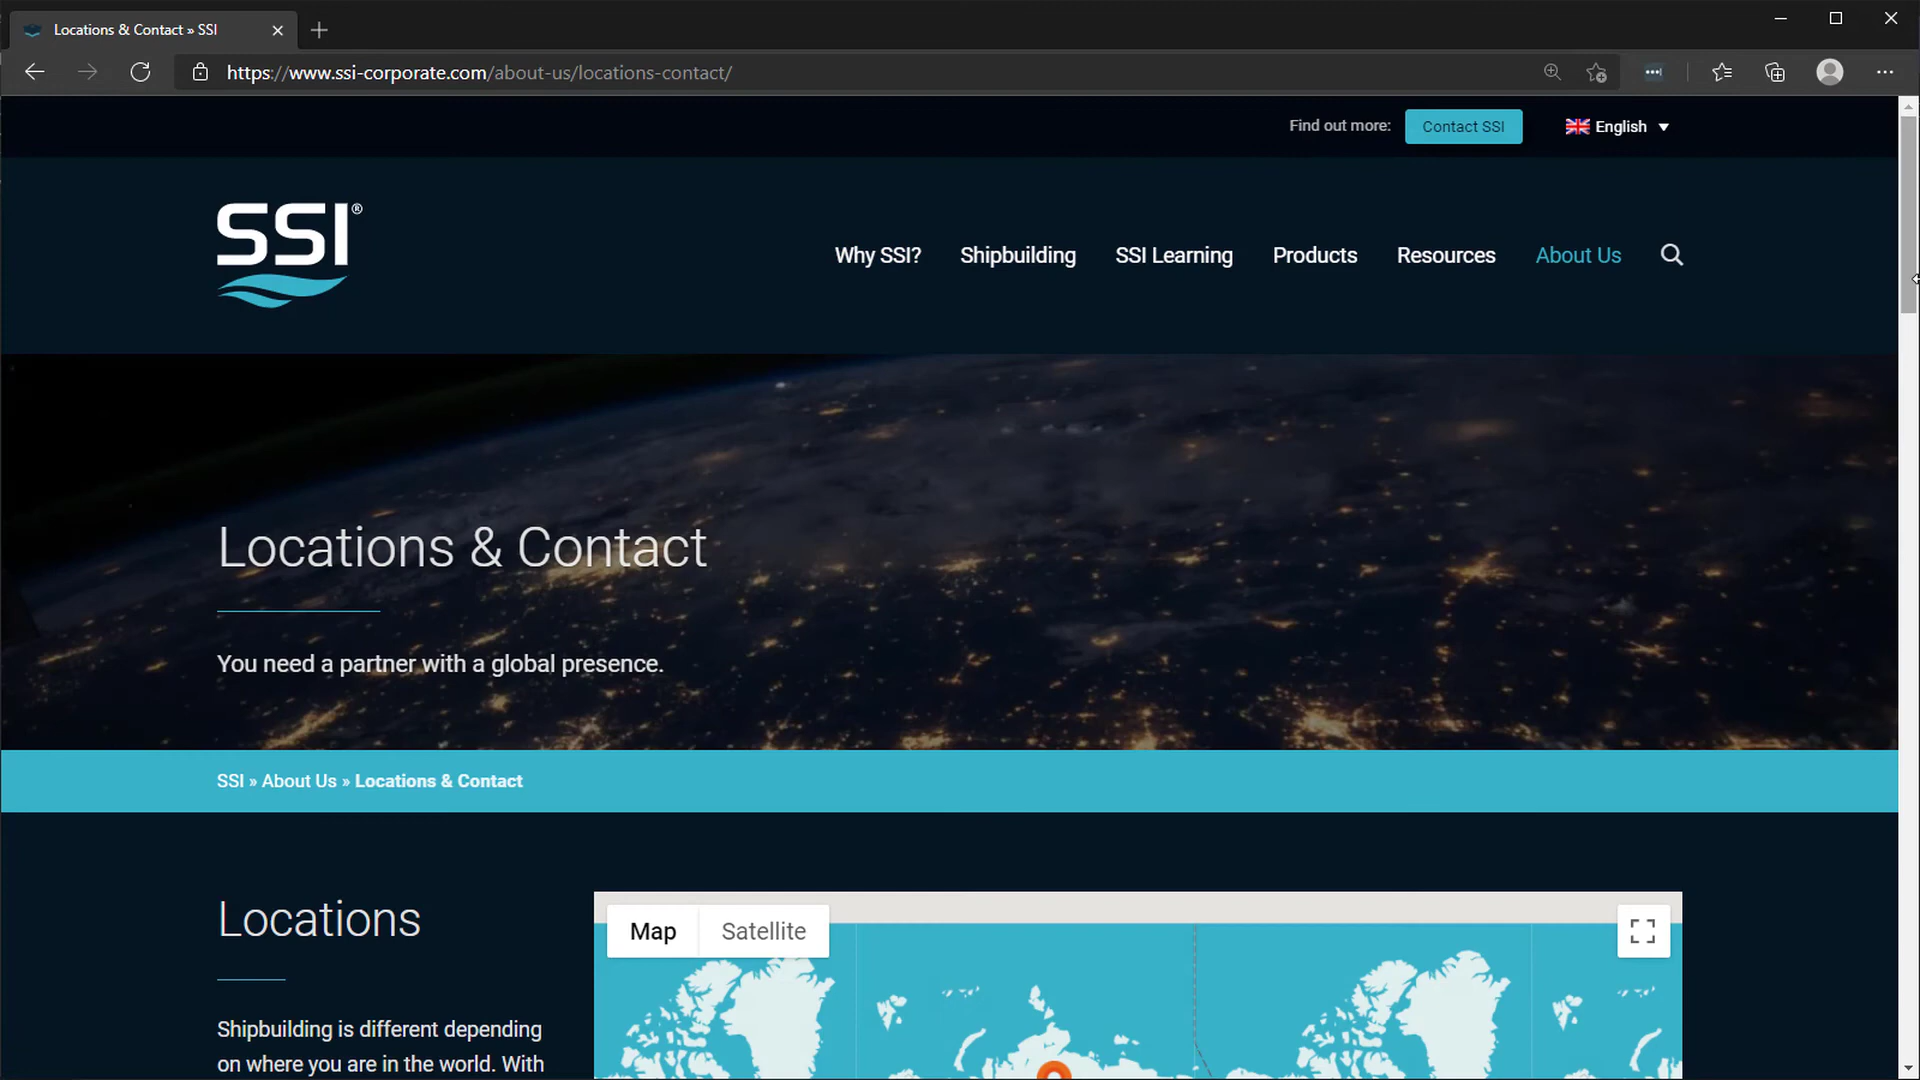 Locations & Contact » SSI
https://www.ssi-corporate.com/about-us/locations-contact/
Find out more:
Contact SSI
English
SSI®
Why SSI?
Shipbuilding
SSI Learning
Products
Resources
About Us
Locations & Contact
You need a partner with a global presence.
SSI » About Us » Locations & Contact
Locations
Map
Satellite
Shipbuilding is different depending
on where you are in the world. With